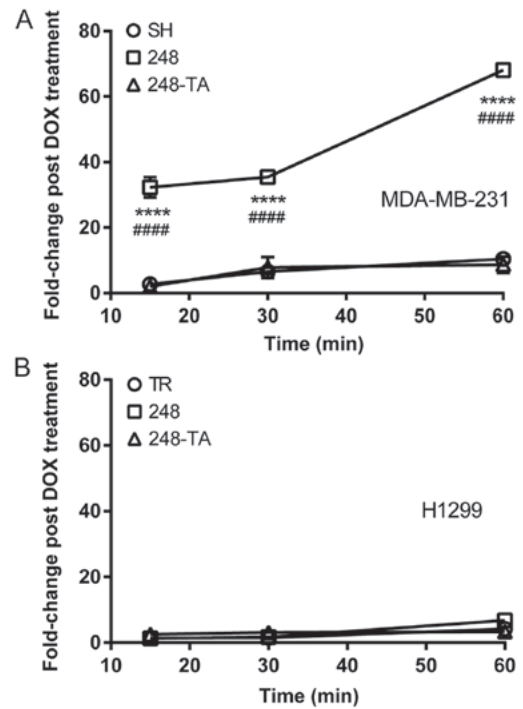 A
Fold-change post DOX treatment
80
60
40
20
0
SH
248
248-TA
****
####
****
####
****
####
MDA-MB-231
10 20 30 40 50 60
Time (min)
B
Fold-change post DOX treatment
80
60
40
20
0
TR
248
248-TA
H1299
10 20 30 40 50 60
Time (min)